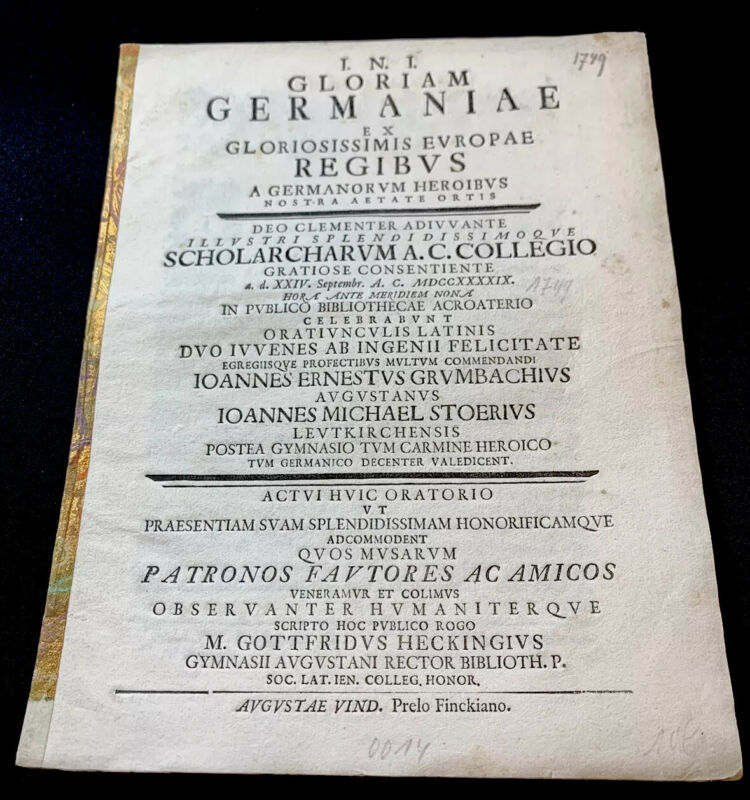 I. N. I.
1749
GLORIAM
GERMANIAE
EX
GLORIOSISSIMIS EVROPAE
REGIBVS
A GERMANORVM HEROIBVS
NOSTRA AETATE ORTIS
DEO CLEMENTER ADIVVANTE
ILLVSTRI SPLENDIDISSIMOQVE
SCHOLARCHARVM A. C. COLLEGIO
GRATIOSE CONSENTIENTE
a. d. XXIV. Septembr. A. C. MDCCXXXXIX. 1749
HORA ANTE MERIDIEM NONA
IN PVBLICO BIBLIOTHECAE ACROATERIO
CELEBRABVNT
ORATIVNCVLIS LATINIS
DVO IVVENES AB INGENII FELICITATE
EGREGIISQVE PROFECTIBVS MVLTVM COMMENDANDI
IOANNES ERNESTVS GRVMBACHIVS
AVGVSTANVS
IOANNES MICHAEL STOERIVS
LEVTKIRCHENSIS
POSTEA GYMNASIO TVM CARMINE HEROICO
TVM GERMANICO DECENTER VALEDICENT.
ACTVI HVIC ORATORIO
VT
PRAESENTIAM SVAM SPLENDIDISSIMAM HONORIFICAMQVE
ADCOMMODENT
QVOS MVSARVM
PATRONOS FAVTORES AC AMICOS
VENERAMVR ET COLIMVS
OBSERVANTER HVMANITERQVE
SCRIPTO HOC PVBLICO ROGO
M. GOTTFRIDVS HECKINGIVS
GYMNASII AVGVSTANI RECTOR BIBLIOTH. P.
SOC. LAT. IEN. COLLEG. HONOR.
AVGVSTAE VIND. Prelo Finckiano.
0014